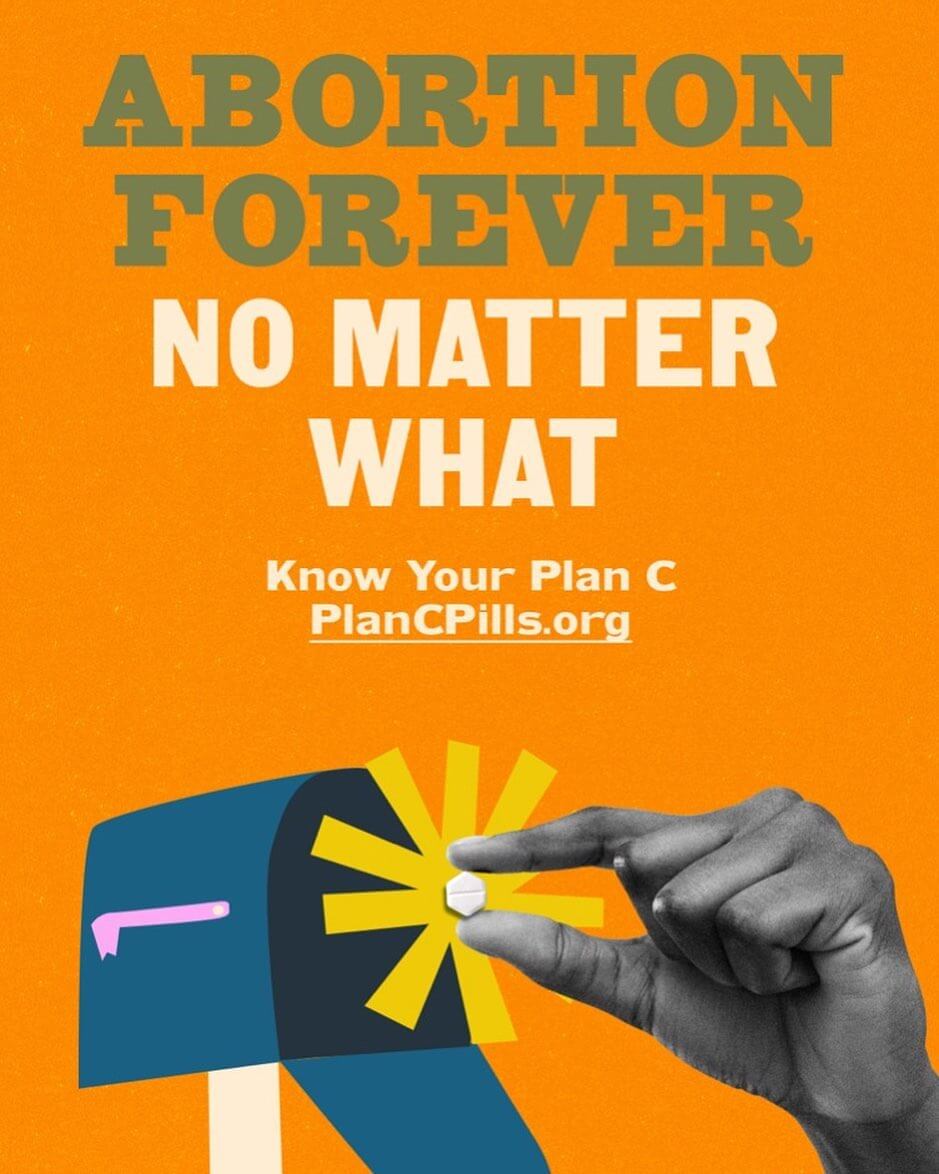 ABORTION
FOREVER
NO MATTER
WHAT
Know Your Plan C
PlanCPills.org